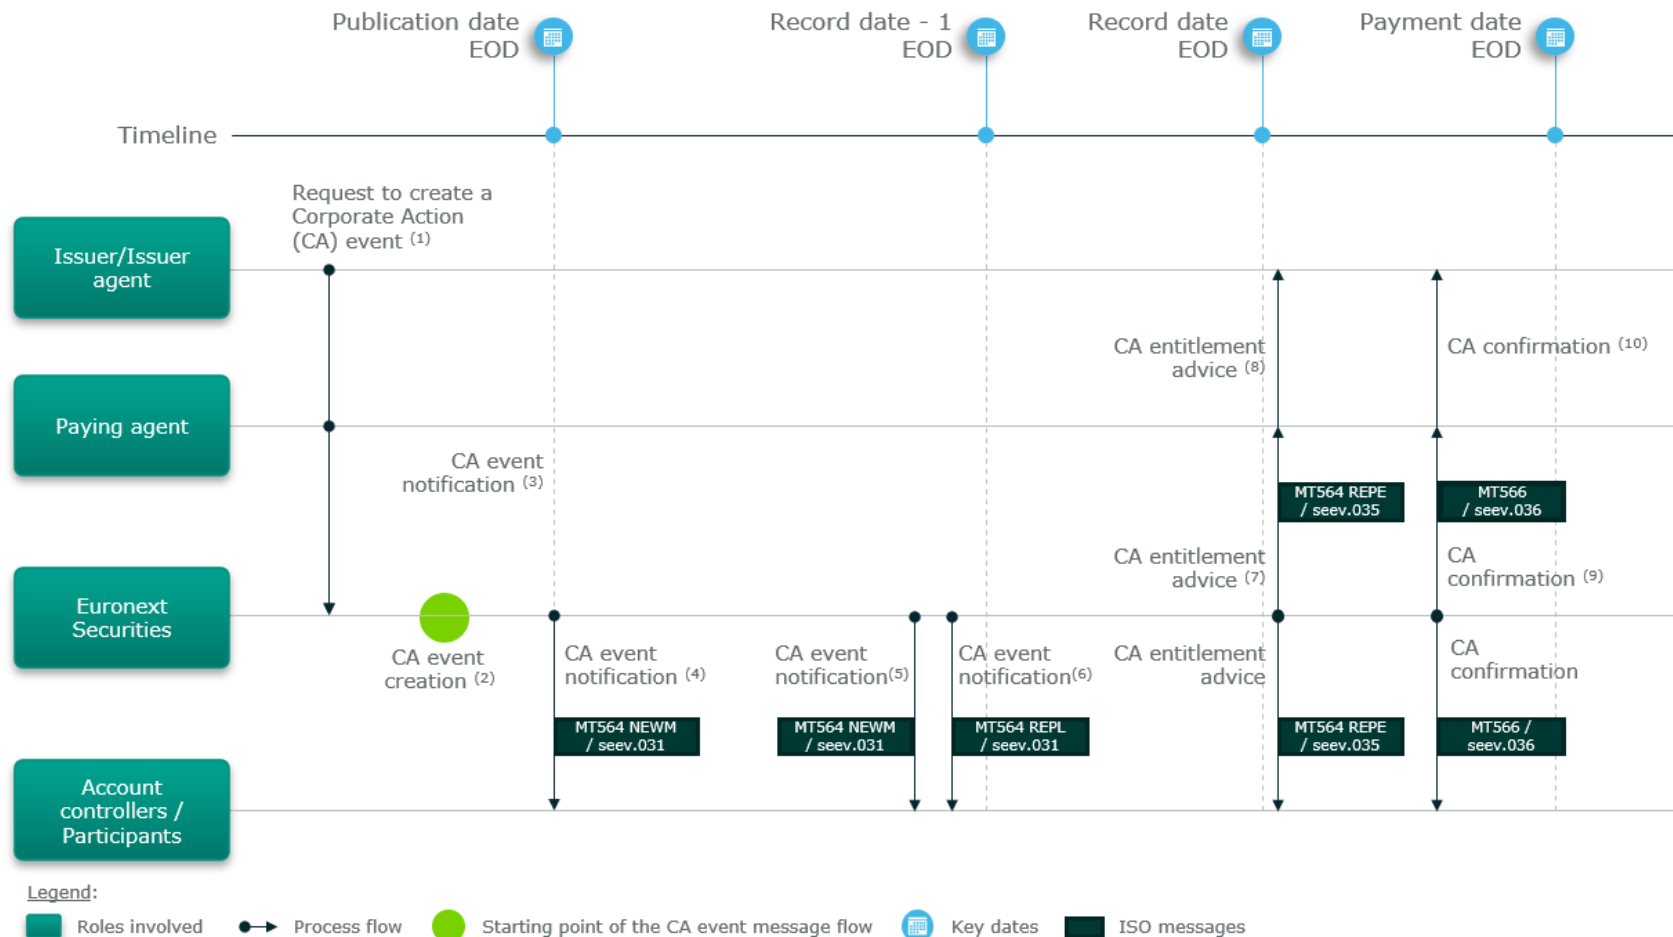 Publication date
EOD
Record date - 1
EOD
Record date
EOD
Payment date
EOD
Timeline
Request to create a
Corporate Action
(CA) event (1)
Issuer/Issuer
agent
CA entitlement
advice (8)
CA confirmation (10)
Paying agent
CA event
notification (3)
MT564 REPE
/ seev.035
MT566
/ seev.036
CA entitlement
advice (7)
CA
confirmation (9)
Euronext
Securities
CA event
creation (2)
CA event
notification (4)
CA event
notification(5)
CA event
notification(6)
CA entitlement
advice
CA
confirmation
MT564 NEWM
/ seev.031
MT564 NEWM
/ seev.031
MT564 REPL
/ seev.031
MT564 REPE
/ seev.035
MT566 /
seev.036
Account
controllers /
Participants
Legend:
Roles involved
Process flow
Starting point of the CA event message flow
Key dates
ISO messages